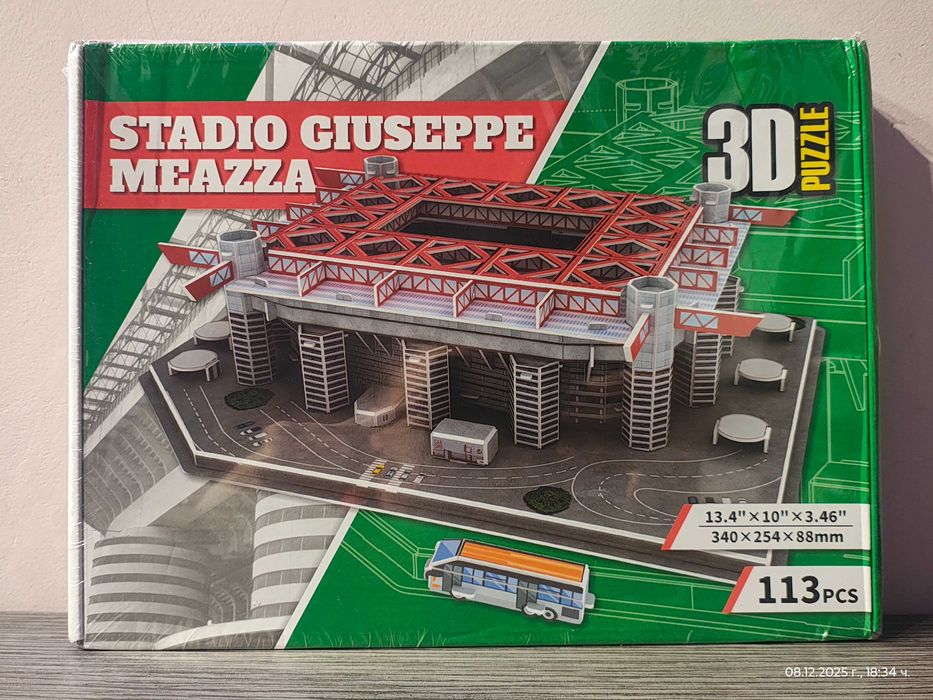 STADIO GIUSEPPE
MEAZZA
3D
PUZZLE
13.4"×10"×3.46"
340×254×88mm
113PCS
08.12.2025 г., 18:34 ч.